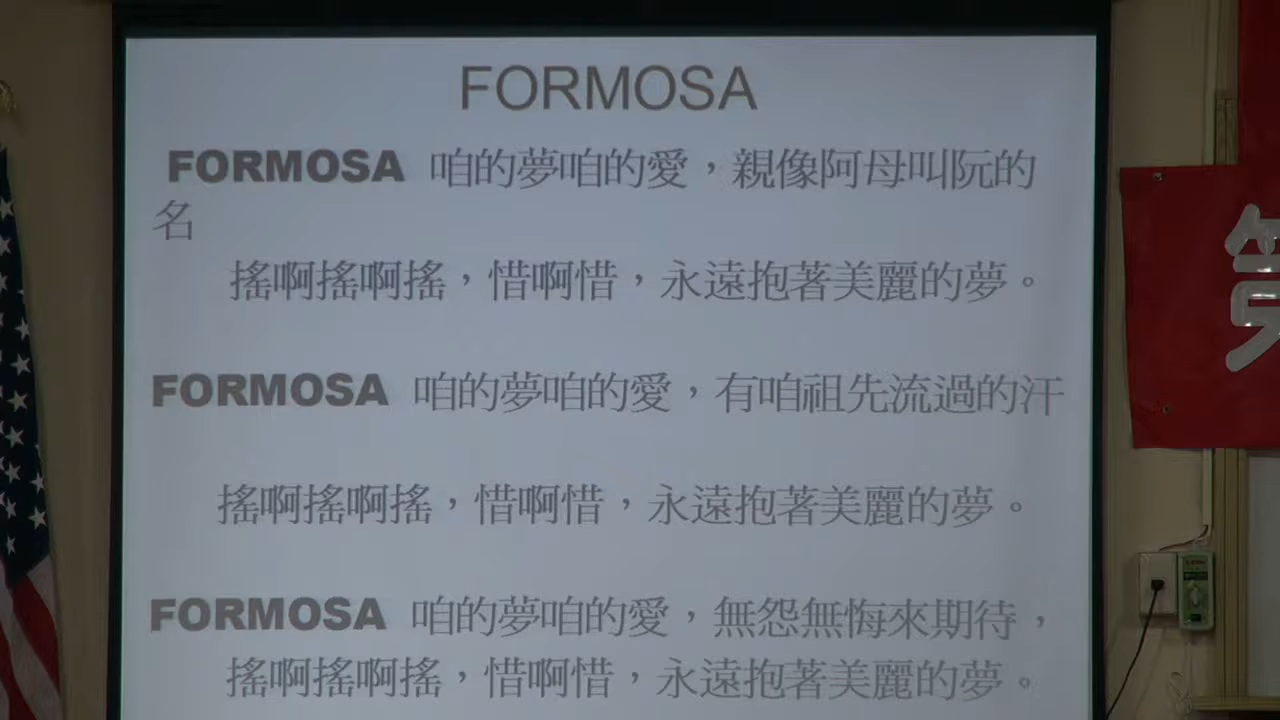 FORMOSA
FORMOSA 咱的夢咱的愛，親像阿母叫阮的
名
搖啊搖啊搖，惜啊惜，永遠抱著美麗的夢。
FORMOSA 咱的夢咱的愛，有咱祖先流過的汗
搖啊搖啊搖，惜啊惜，永遠抱著美麗的夢。
FORMOSA 咱的夢咱的愛，無怨無悔來期待，
搖啊搖啊搖，惜啊惜，永遠抱著美麗的夢。
第